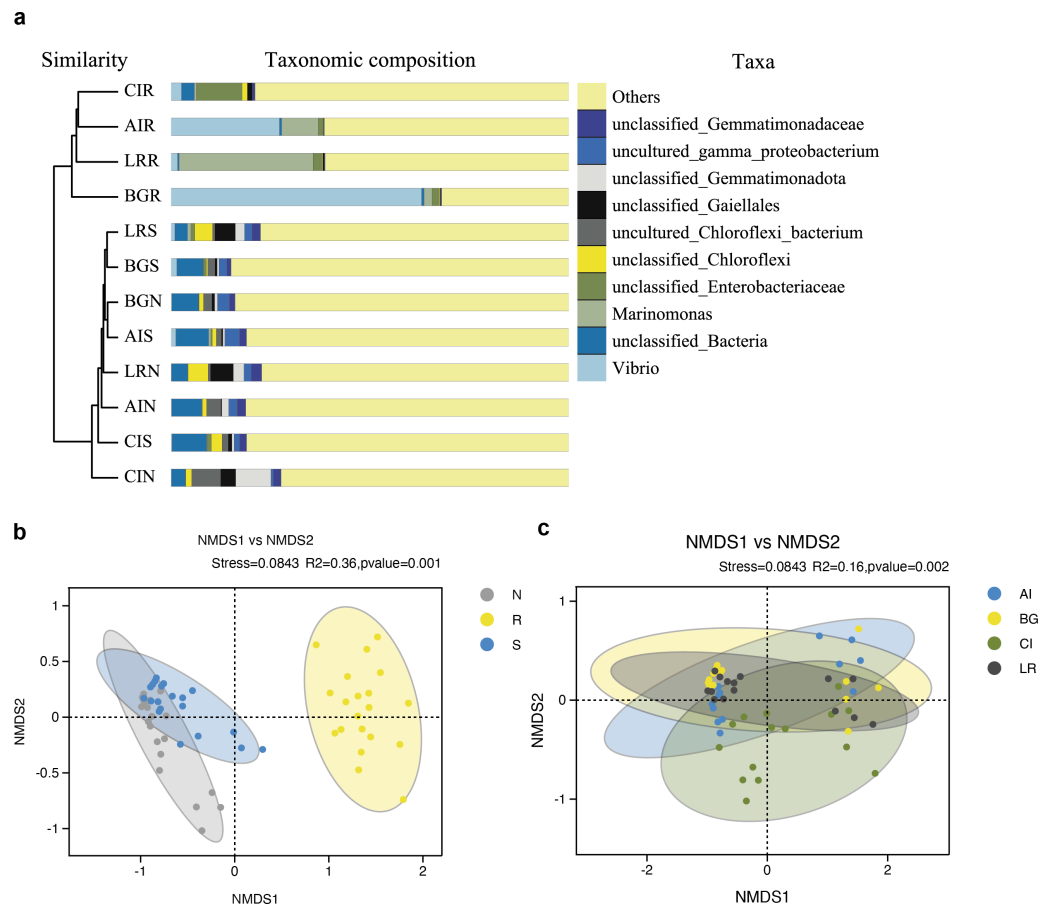 a
Similarity
Taxonomic composition
Taxa
CIR
AIR
LRR
BGR
LRS
BGS
BGN
AIS
LRN
AIN
CIS
CIN
Others
unclassified_Gemmatimonadaceae
uncultured_gamma_proteobacterium
unclassified_Gemmatimonadota
unclassified_Gaiellales
uncultured_Chloroflexi_bacterium
unclassified_Chloroflexi
unclassified_Enterobacteriaceae
Marinomonas
unclassified_Bacteria
Vibrio
b
NMDS1 vs NMDS2
Stress=0.0843 R2=0.36,pvalue=0.001
NMDS2
1
0.5
0
-0.5
-1
-1
0
1
2
NMDS1
N
R
S
c
NMDS1 vs NMDS2
Stress=0.0843 R2=0.16,pvalue=0.002
NMDS2
1
0
-1
-2
0
2
NMDS1
AI
BG
CI
LR